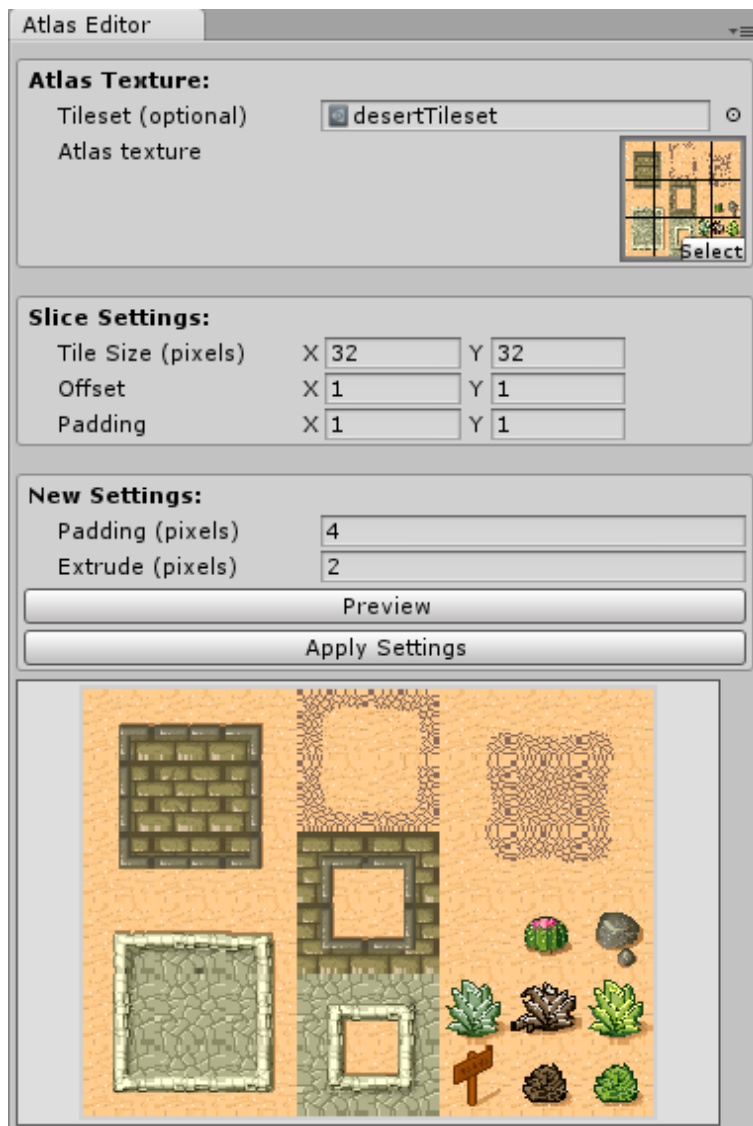 Atlas Editor
Atlas Texture:
Tileset (optional) desertTileset
Atlas texture
Select
Slice Settings:
Tile Size (pixels) X 32 Y 32
Offset X 1 Y 1
Padding X 1 Y 1
New Settings:
Padding (pixels) 4
Extrude (pixels) 2
Preview
Apply Settings